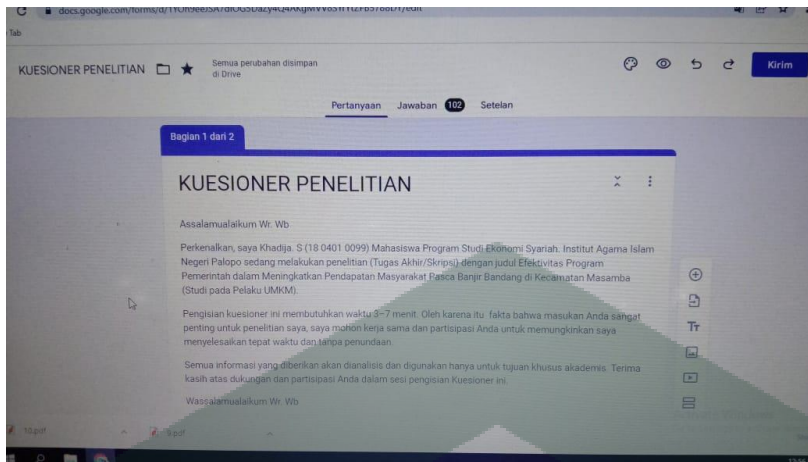 Tab
KUESIONER PENELITIAN
Semua perubahan disimpan
di Drive
Kirim
Pertanyaan Jawaban 102 Setelan
Bagian 1 dari 2
KUESIONER PENELITIAN
Assalamualaikum Wr. Wb
Perkenalkan, saya Khadija. S (18 0401 0099) Mahasiswa Program Studi Ekonomi Syariah. Institut Agama Islam
Negeri Palopo sedang melakukan penelitian (Tugas Akhir/Skripsi) dengan judul Efektivitas Program
Pemerintah dalam Meningkatkan Pendapatan Masyarakat Pasca Banjir Bandang di Kecamatan Masamba
(Studi pada Pelaku UMKM).
Pengisian kuesioner ini membutuhkan waktu 3-7 menit. Oleh karena itu fakta bahwa masukan Anda sangat
penting untuk penelitian saya, saya mohon kerja sama dan partisipasi Anda untuk memungkinkan saya
menyelesaikan tepat waktu dan tanpa penundaan.
Semua informasi yang diberikan akan dianalisis dan digunakan hanya untuk tujuan khusus akademis. Terima
kasih atas dukungan dan partisipasi Anda dalam sesi pengisian Kuesioner ini.
Wassalamualaikum Wr. Wb
Tт
10.pdf
9.pdf